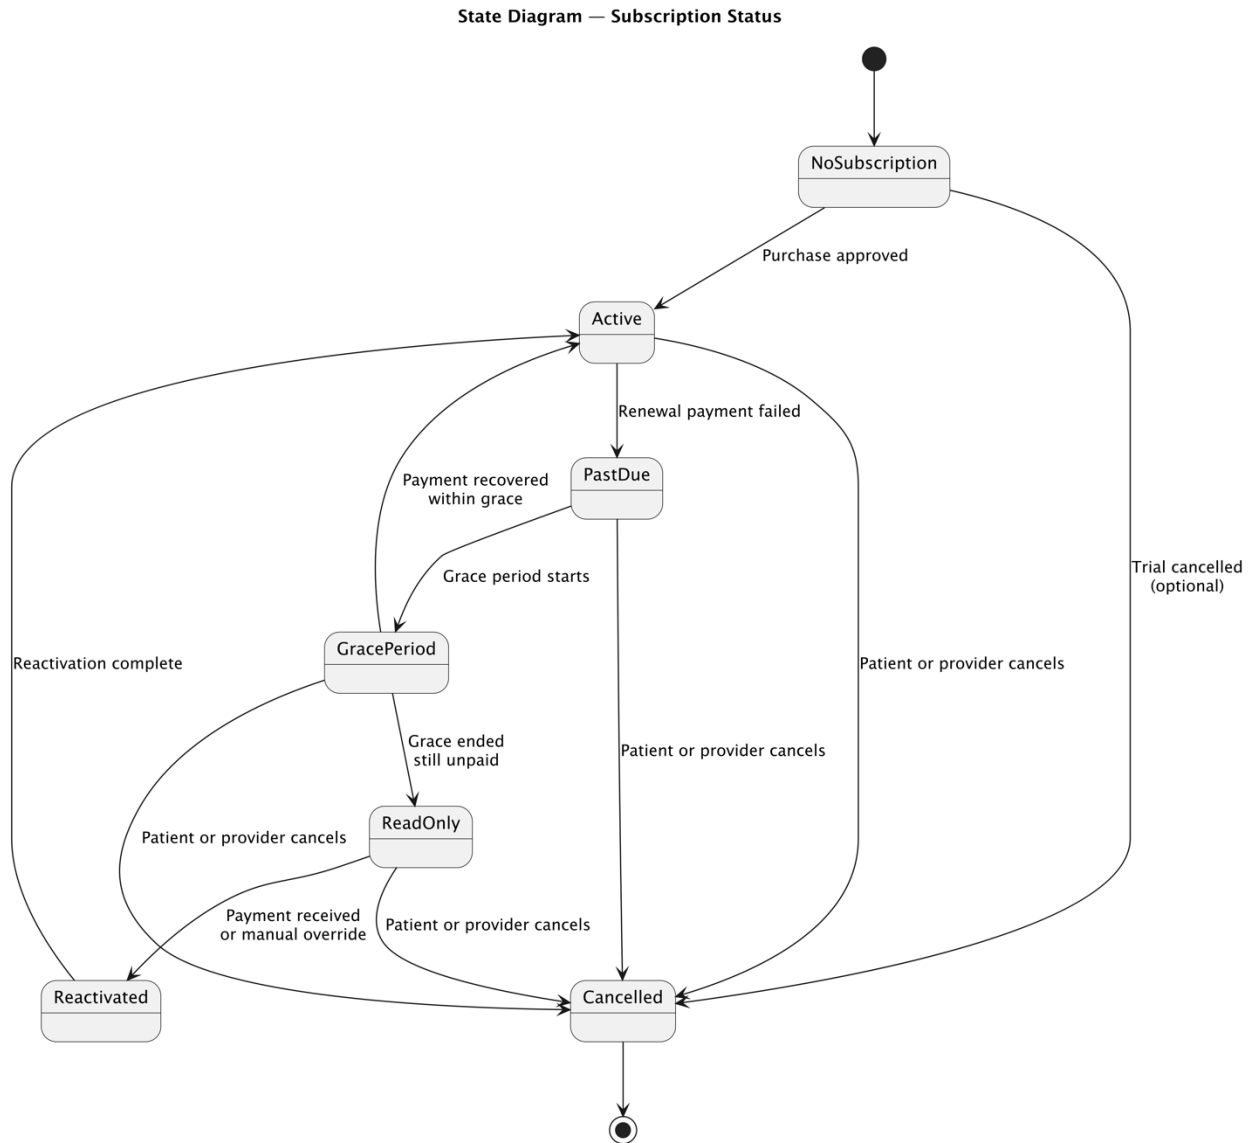 State Diagram — Subscription Status
NoSubscription
Purchase approved
Active
Renewal payment failed
PastDue
Payment recovered
within grace
Grace period starts
Trial cancelled
(optional)
GracePeriod
Reactivation complete
Patient or provider cancels
Grace ended
still unpaid
Patient or provider cancels
ReadOnly
Patient or provider cancels
Payment received
or manual override
Patient or provider cancels
Reactivated
Cancelled